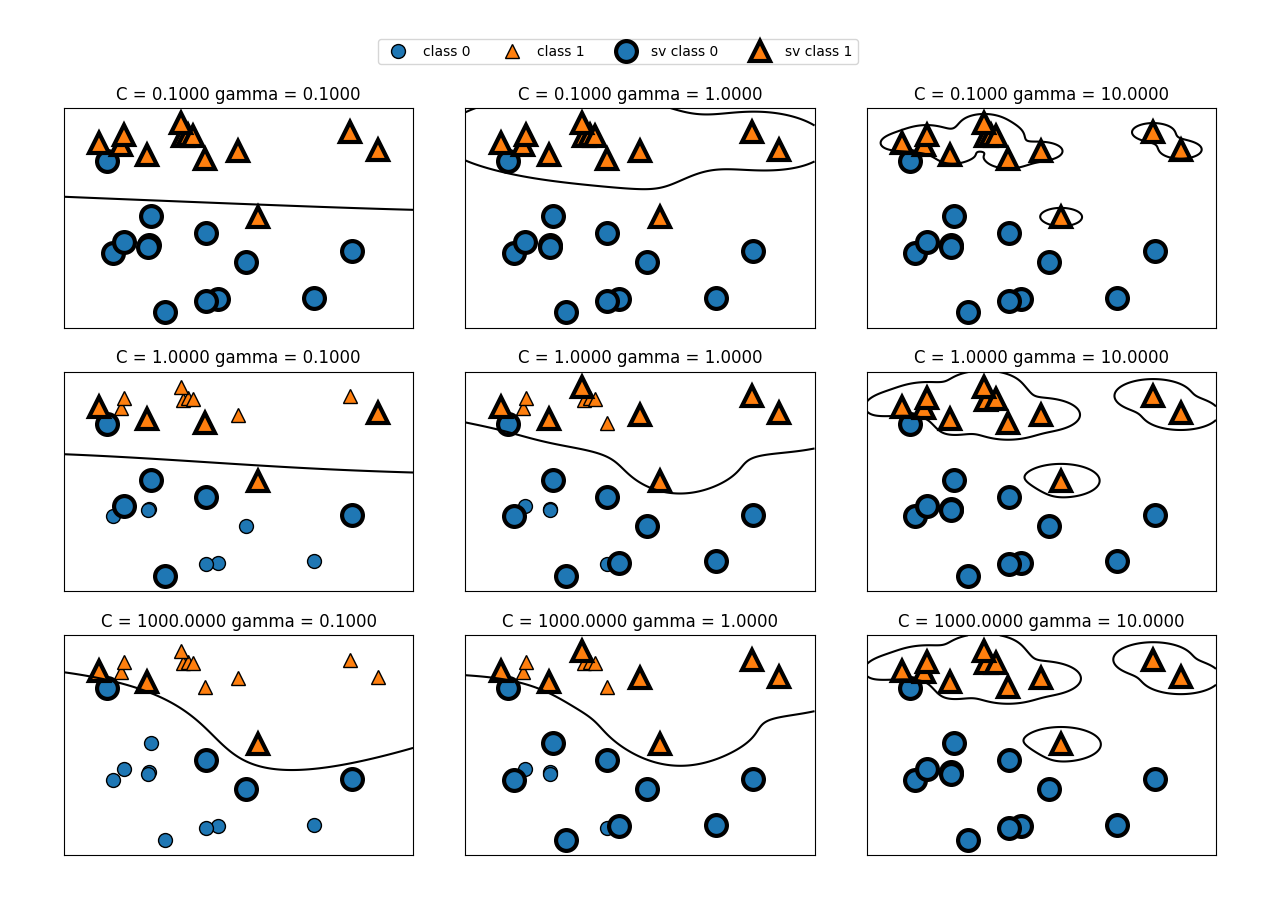 class 0 class 1 sv class 0 sv class 1
C = 0.1000 gamma = 0.1000
C = 0.1000 gamma = 1.0000
C = 0.1000 gamma = 10.0000
C = 1.0000 gamma = 0.1000
C = 1.0000 gamma = 1.0000
C = 1.0000 gamma = 10.0000
C = 1000.0000 gamma = 0.1000
C = 1000.0000 gamma = 1.0000
C = 1000.0000 gamma = 10.0000